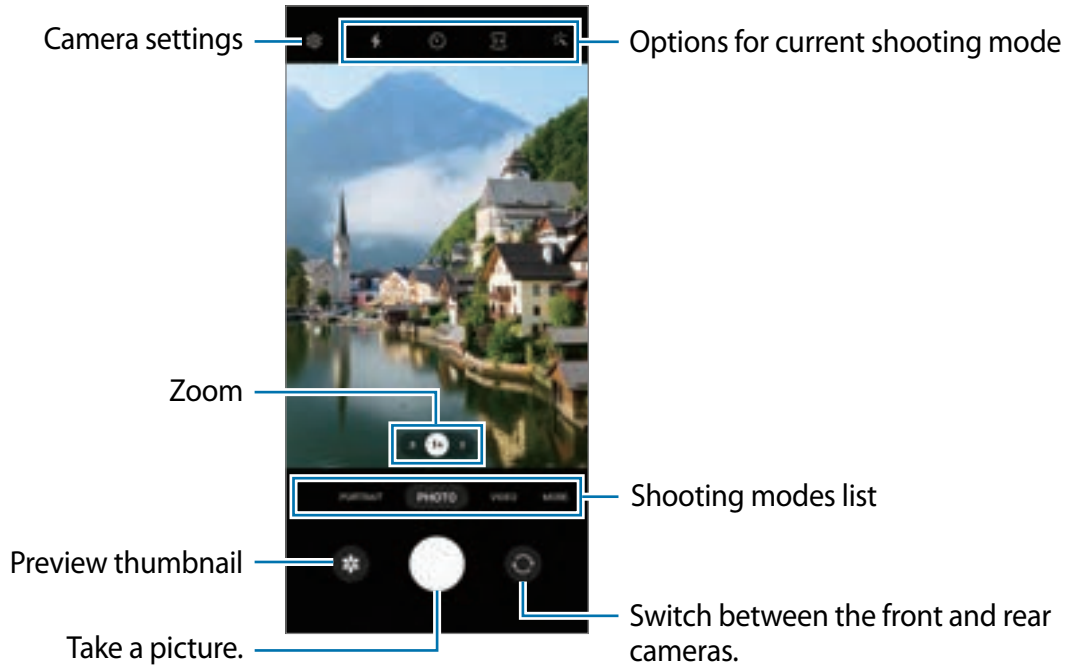 Camera settings
Options for current shooting mode
Zoom
PORTRAIT PHOTO VIDEO MORE
Shooting modes list
Preview thumbnail
Switch between the front and rear
cameras.
Take a picture.